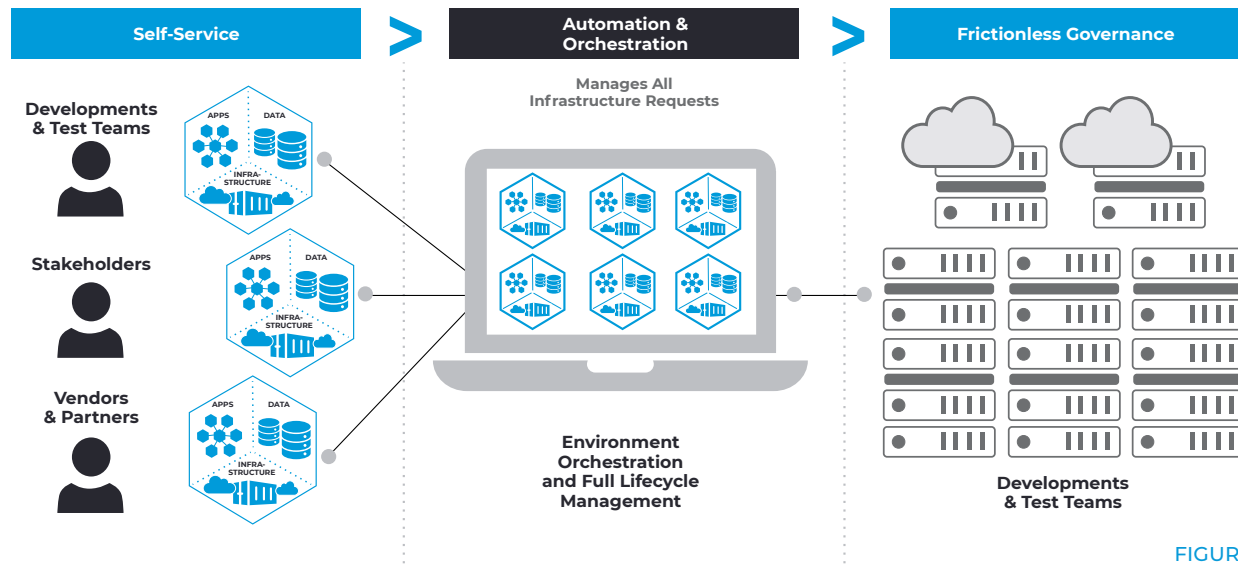 Self-Service
>
Automation &
Orchestration
>
Frictionless Governance
Manages All
Infrastructure Requests
Developments
& Test Teams
APPS
DATA
INFRA-
STRUCTURE
Stakeholders
APPS
DATA
INFRA-
STRUCTURE
Vendors
& Partners
APPS
DATA
INFRA-
STRUCTURE
Environment
Orchestration
and Full Lifecycle
Management
Developments
& Test Teams
FIGUR